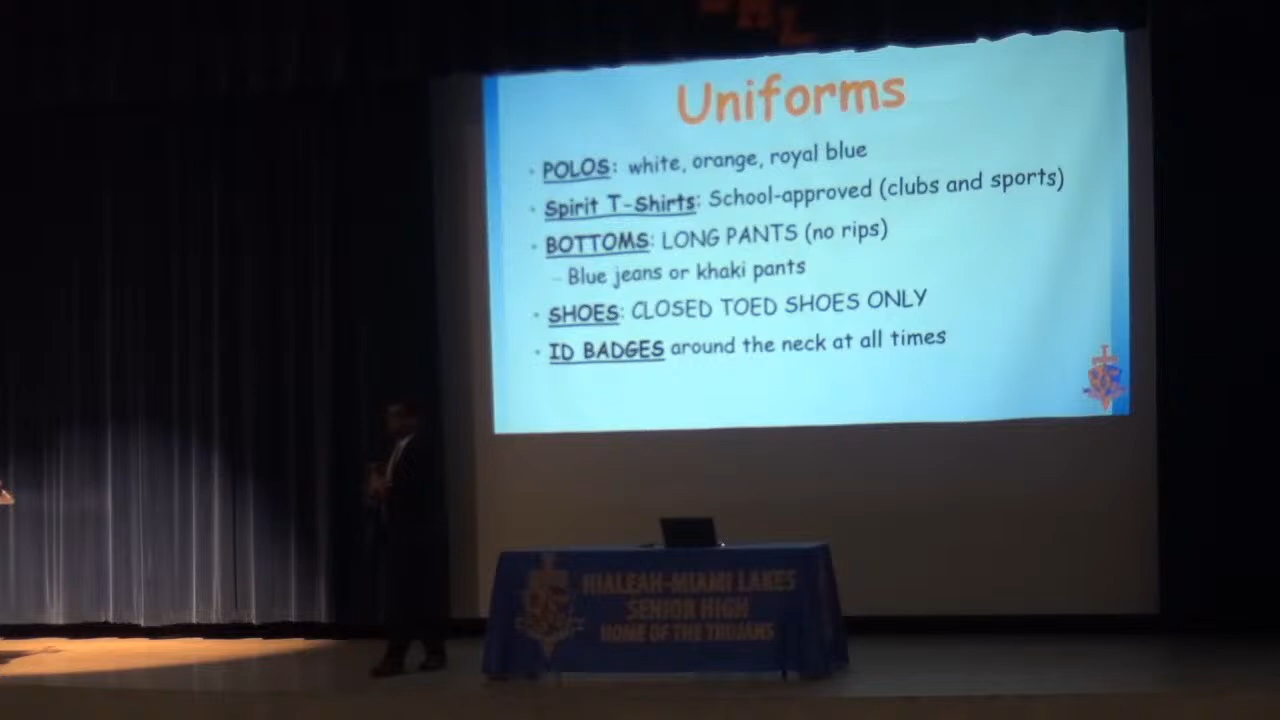 Uniforms
• POLOS: white, orange, royal blue
• Spirit T-Shirts: School-approved (clubs and sports)
• BOTTOMS: LONG PANTS (no rips)
– Blue jeans or khaki pants
• SHOES: CLOSED TOED SHOES ONLY
• ID BADGES around the neck at all times
HIALEAH-MIAMI LAKES
SENIOR HIGH
HOME OF THE TROJANS